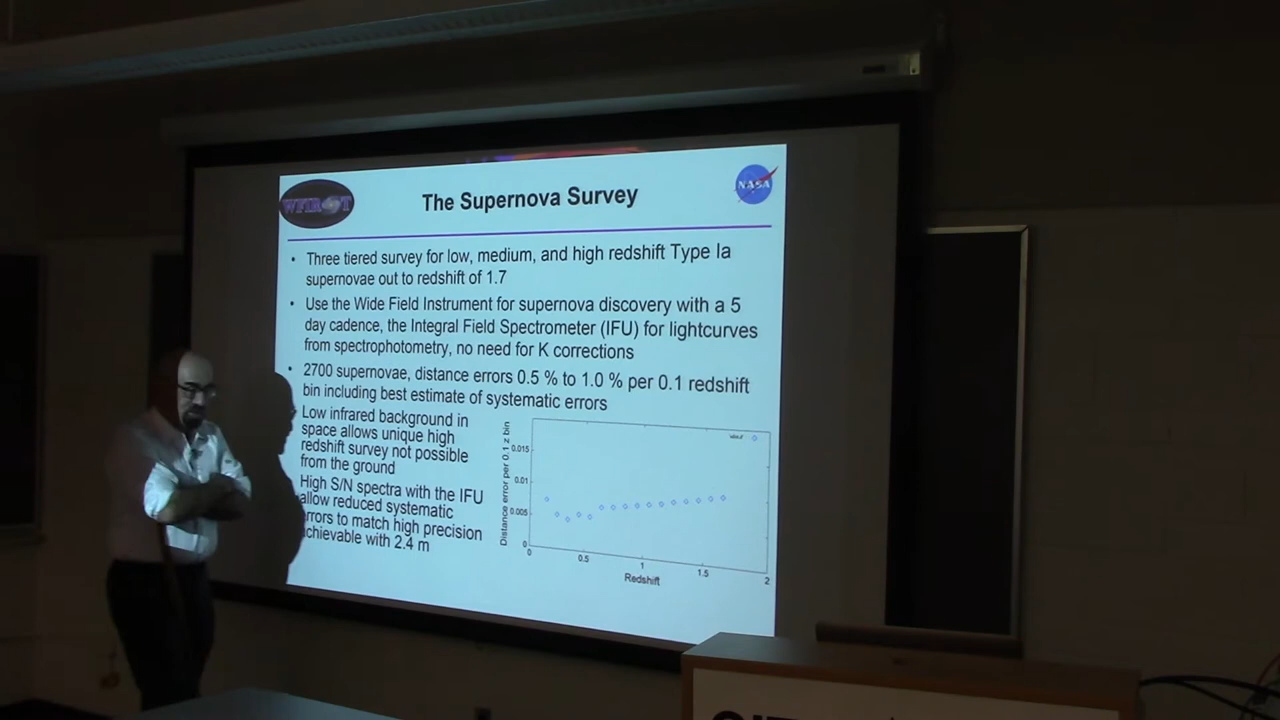 WFIRST
The Supernova Survey
NASA
• Three tiered survey for low, medium, and high redshift Type Ia
supernovae out to redshift of 1.7
• Use the Wide Field Instrument for supernova discovery with a 5
day cadence, the Integral Field Spectrometer (IFU) for lightcurves
from spectrophotometry, no need for K corrections
• 2700 supernovae, distance errors 0.5 % to 1.0 % per 0.1 redshift
bin including best estimate of systematic errors
Low infrared background in
space allows unique high
redshift survey not possible
from the ground
High S/N spectra with the IFU
allow reduced systematic
errors to match high precision
achievable with 2.4 m
Distance error per 0.1 z bin
0.015
0.01
0.005
0
0
0.5
1
1.5
2
Redshift